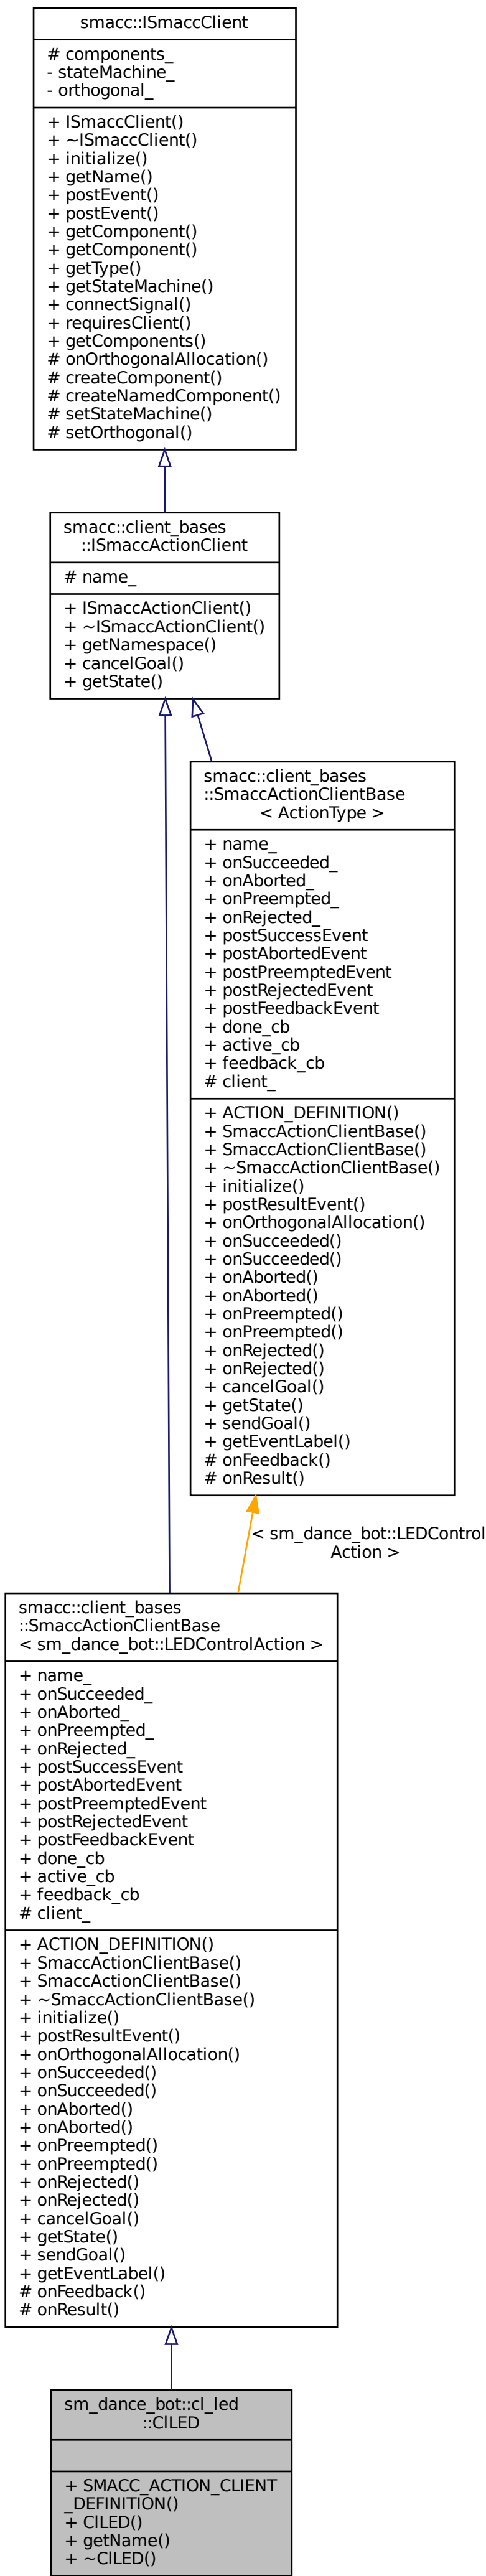 smacc::ISmaccClient
# components_
- stateMachine_
- orthogonal_
+ ISmaccClient()
+ ~ISmaccClient()
+ initialize()
+ getName()
+ postEvent()
+ postEvent()
+ getComponent()
+ getComponent()
+ getType()
+ getStateMachine()
+ connectSignal()
+ requiresClient()
+ getComponents()
# onOrthogonalAllocation()
# createComponent()
# createNamedComponent()
# setStateMachine()
# setOrthogonal()
smacc::client_bases
::ISmaccActionClient
# name_
+ ISmaccActionClient()
+ ~ISmaccActionClient()
+ getNamespace()
+ cancelGoal()
+ getState()
smacc::client_bases
::SmaccActionClientBase
< ActionType >
+ name_
+ onSucceeded_
+ onAborted_
+ onPreempted_
+ onRejected_
+ postSuccessEvent
+ postAbortedEvent
+ postPreemptedEvent
+ postRejectedEvent
+ postFeedbackEvent
+ done_cb
+ active_cb
+ feedback_cb
# client_
+ ACTION_DEFINITION()
+ SmaccActionClientBase()
+ SmaccActionClientBase()
+ ~SmaccActionClientBase()
+ initialize()
+ postResultEvent()
+ onOrthogonalAllocation()
+ onSucceeded()
+ onSucceeded()
+ onAborted()
+ onAborted()
+ onPreempted()
+ onPreempted()
+ onRejected()
+ onRejected()
+ cancelGoal()
+ getState()
+ sendGoal()
+ getEventLabel()
# onFeedback()
# onResult()
< sm_dance_bot::LEDControl
Action >
smacc::client_bases
::SmaccActionClientBase
< sm_dance_bot::LEDControlAction >
+ name_
+ onSucceeded_
+ onAborted_
+ onPreempted_
+ onRejected_
+ postSuccessEvent
+ postAbortedEvent
+ postPreemptedEvent
+ postRejectedEvent
+ postFeedbackEvent
+ done_cb
+ active_cb
+ feedback_cb
# client_
+ ACTION_DEFINITION()
+ SmaccActionClientBase()
+ SmaccActionClientBase()
+ ~SmaccActionClientBase()
+ initialize()
+ postResultEvent()
+ onOrthogonalAllocation()
+ onSucceeded()
+ onSucceeded()
+ onAborted()
+ onAborted()
+ onPreempted()
+ onPreempted()
+ onRejected()
+ onRejected()
+ cancelGoal()
+ getState()
+ sendGoal()
+ getEventLabel()
# onFeedback()
# onResult()
sm_dance_bot::cl_led
::ClLED
+ SMACC_ACTION_CLIENT
_DEFINITION()
+ ClLED()
+ getName()
+ ~ClLED()